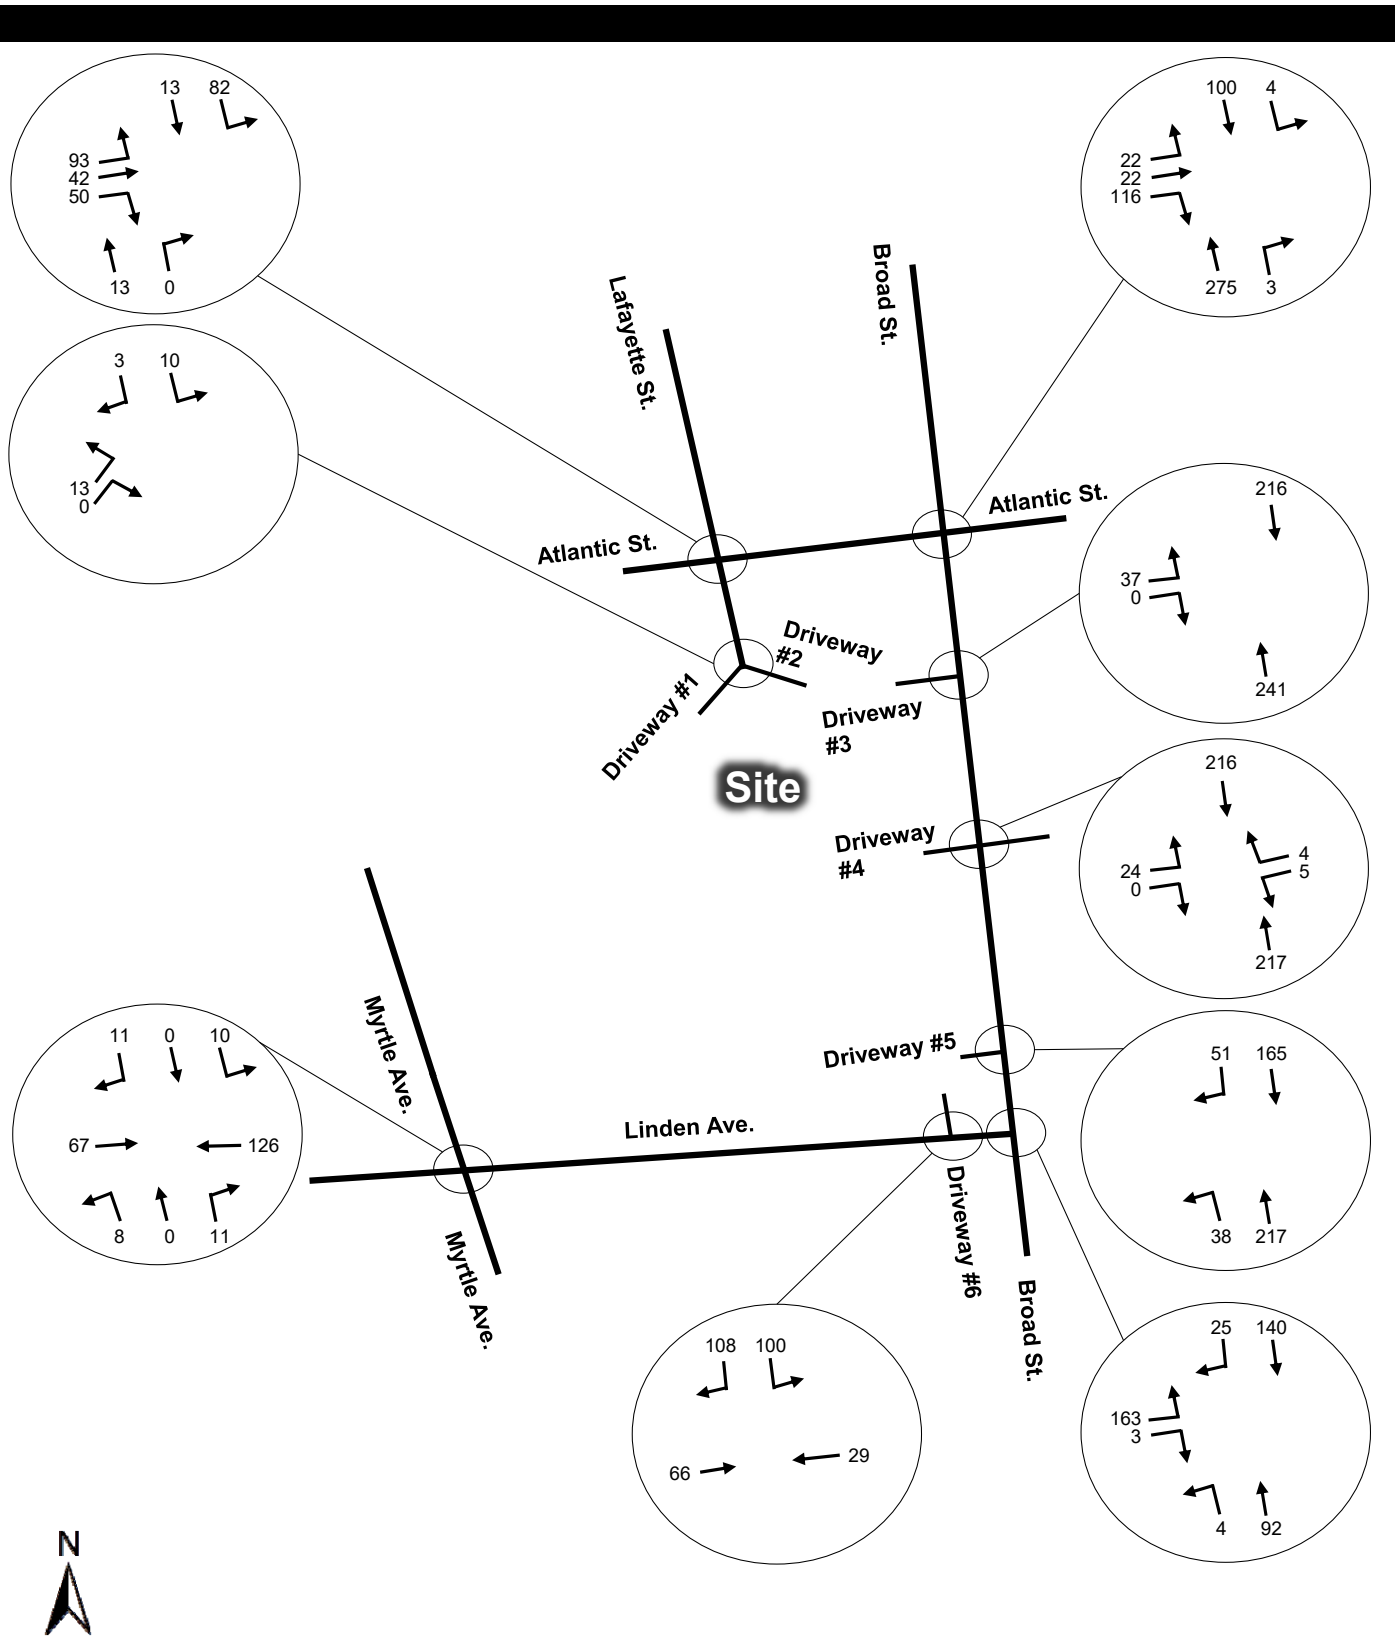 13 82
93
42
50
13 0
100 4
22
22
116
275 3
3 10
13
0
Lafayette St.
Broad St.
Atlantic St.
Atlantic St.
216
37
0
241
Driveway
#2
Driveway #1
Driveway
#3
Site
216
24
0
4
5
217
Driveway
#4
11 0 10
67
126
8 0 11
Myrtle Ave.
Driveway #5
51 165
38 217
Linden Ave.
Driveway #6
Myrtle Ave.
Broad St.
108 100
66
29
25 140
163
3
4 92
N